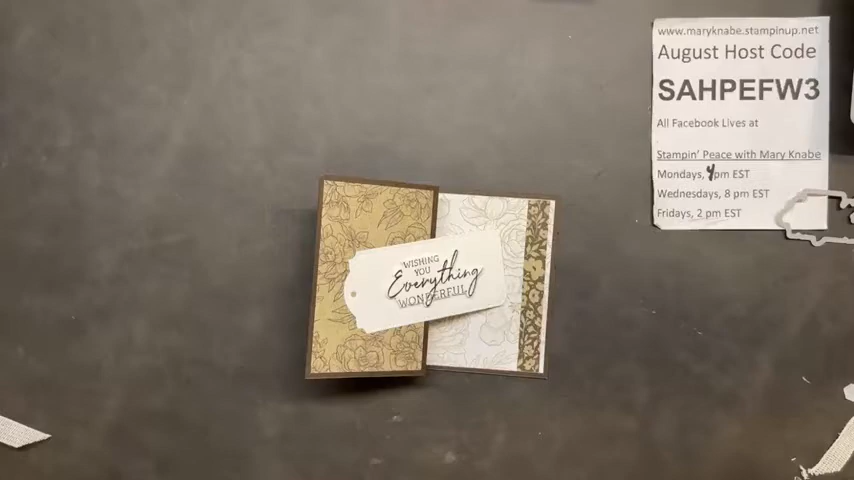 www.maryknabe.stampinup.net
August Host Code
SAHPEFW3
All Facebook Lives at
Stampin' Peace with Mary Knabe
Mondays, 4pm EST
Wednesdays, 8 pm EST
Fridays, 2 pm EST
WISHING
YOU
Everything
WONDERFUL